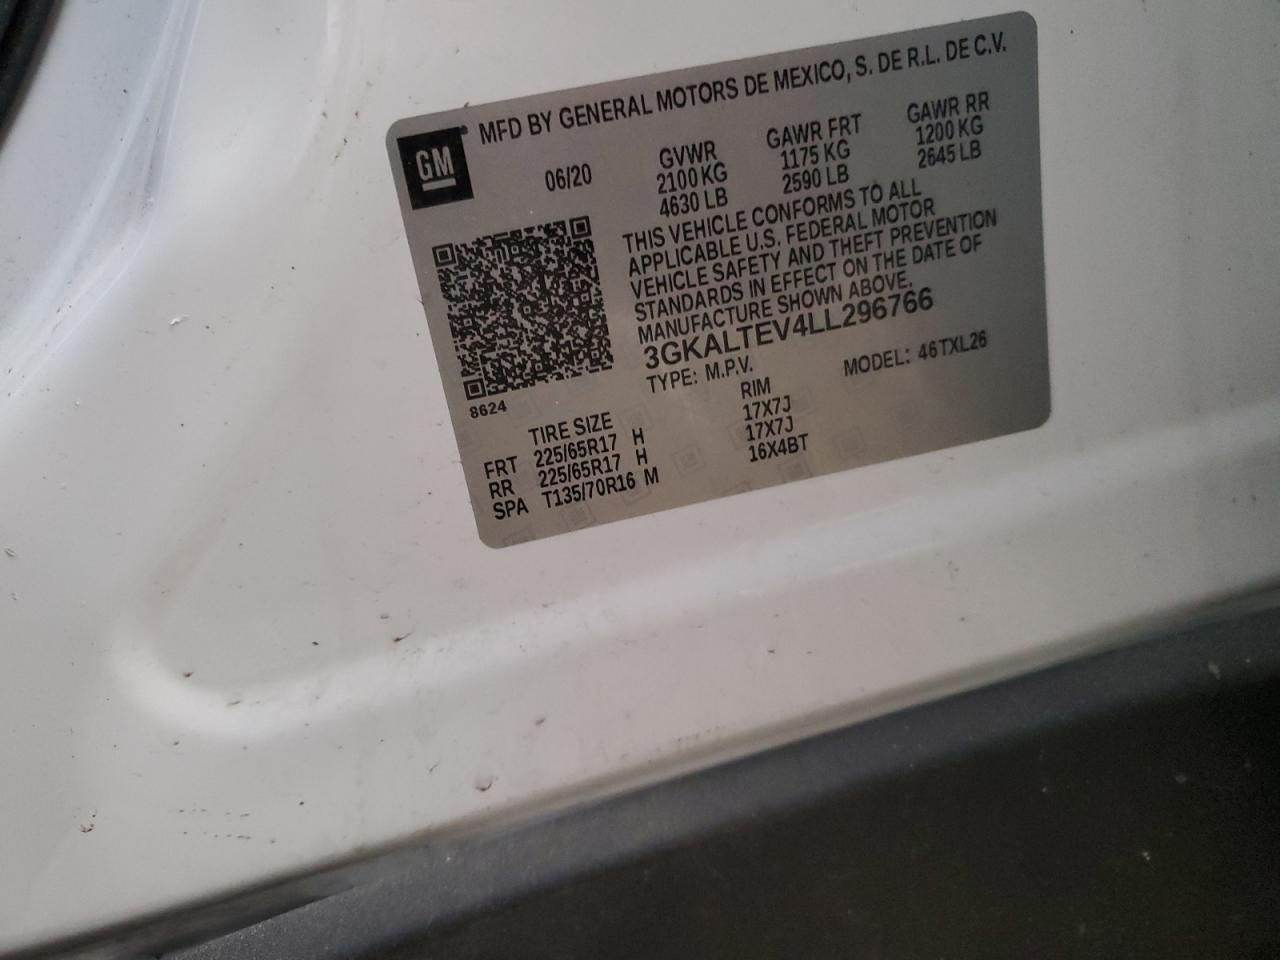 MFD BY GENERAL MOTORS DE MEXICO, S. DE R.L. DE C.V.
GM
06/20
GVWR
2100 KG
4630 LB
GAWR FRT
1175 KG
2590 LB
GAWR RR
1200 KG
2645 LB
THIS VEHICLE CONFORMS TO ALL
APPLICABLE U.S. FEDERAL MOTOR
VEHICLE SAFETY AND THEFT PREVENTION
STANDARDS IN EFFECT ON THE DATE OF
MANUFACTURE SHOWN ABOVE.
3GKALTEV4LL296766
TYPE: M.P.V. MODEL: 46TXL26
8624
TIRE SIZE RIM
FRT 225/65R17 H 17X7J
RR 225/65R17 H 17X7J
SPA T135/70R16 M 16X4BT